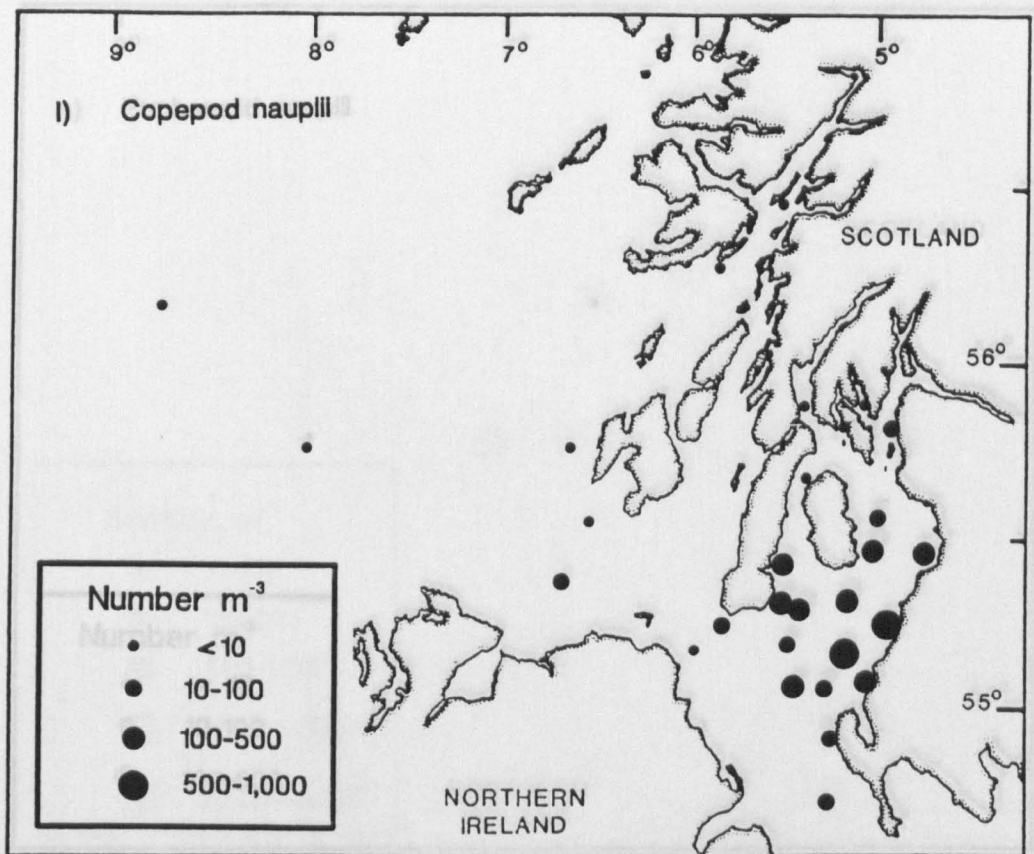 9° 8° 7° 6° 5°
I) Copepod nauplii
SCOTLAND
56°
Number m⁻³
<10
10-100
100-500
500-1,000
55°
NORTHERN
IRELAND